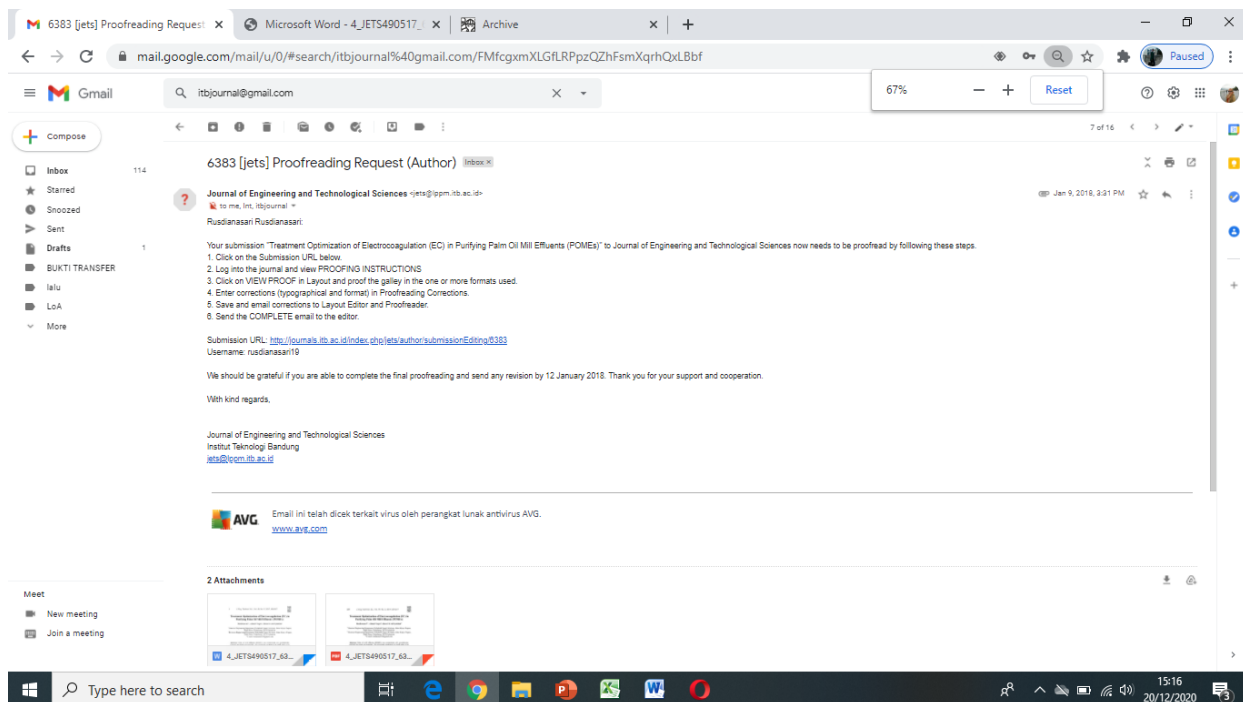 6383 [jets] Proofreading Request
Microsoft Word - 4_JETS490517_
Archive
mail.google.com/mail/u/0/#search/itbjournal%40gmail.com/FMfcgxmXLGfLRPpzQZhFsmXqrhQxLBbf
Paused
67%
Reset
Gmail
itbjournal@gmail.com
Compose
7 of 16
Inbox 114
Starred
Snoozed
Sent
Drafts 1
BUKTI TRANSFER
lalu
LoA
More
6383 [jets] Proofreading Request (Author) Inbox ×
Journal of Engineering and Technological Sciences <jets@lppm.itb.ac.id>
Jan 9, 2018, 3:31 PM
to me, Int, itbjournal
Rusdianasari Rusdianasari:
Your submission "Treatment Optimization of Electrocoagulation (EC) in Purifying Palm Oil Mill Effluents (POMEs)" to Journal of Engineering and Technological Sciences now needs to be proofread by following these steps.
1. Click on the Submission URL below.
2. Log into the journal and view PROOFING INSTRUCTIONS
3. Click on VIEW PROOF in Layout and proof the galley in the one or more formats used.
4. Enter corrections (typographical and format) in Proofreading Corrections.
5. Save and email corrections to Layout Editor and Proofreader.
6. Send the COMPLETE email to the editor.
Submission URL: http://journals.itb.ac.id/index.php/jets/author/submissionEditing/6383
Username: rusdianasari19
We should be grateful if you are able to complete the final proofreading and send any revision by 12 January 2018. Thank you for your support and cooperation.
With kind regards,
Journal of Engineering and Technological Sciences
Institut Teknologi Bandung
jets@lppm.itb.ac.id
AVG
Email ini telah dicek terkait virus oleh perangkat lunak antivirus AVG.
www.avg.com
2 Attachments
4_JETS490517_63...
4_JETS490517_63...
Meet
New meeting
Join a meeting
Type here to search
15:16
20/12/2020